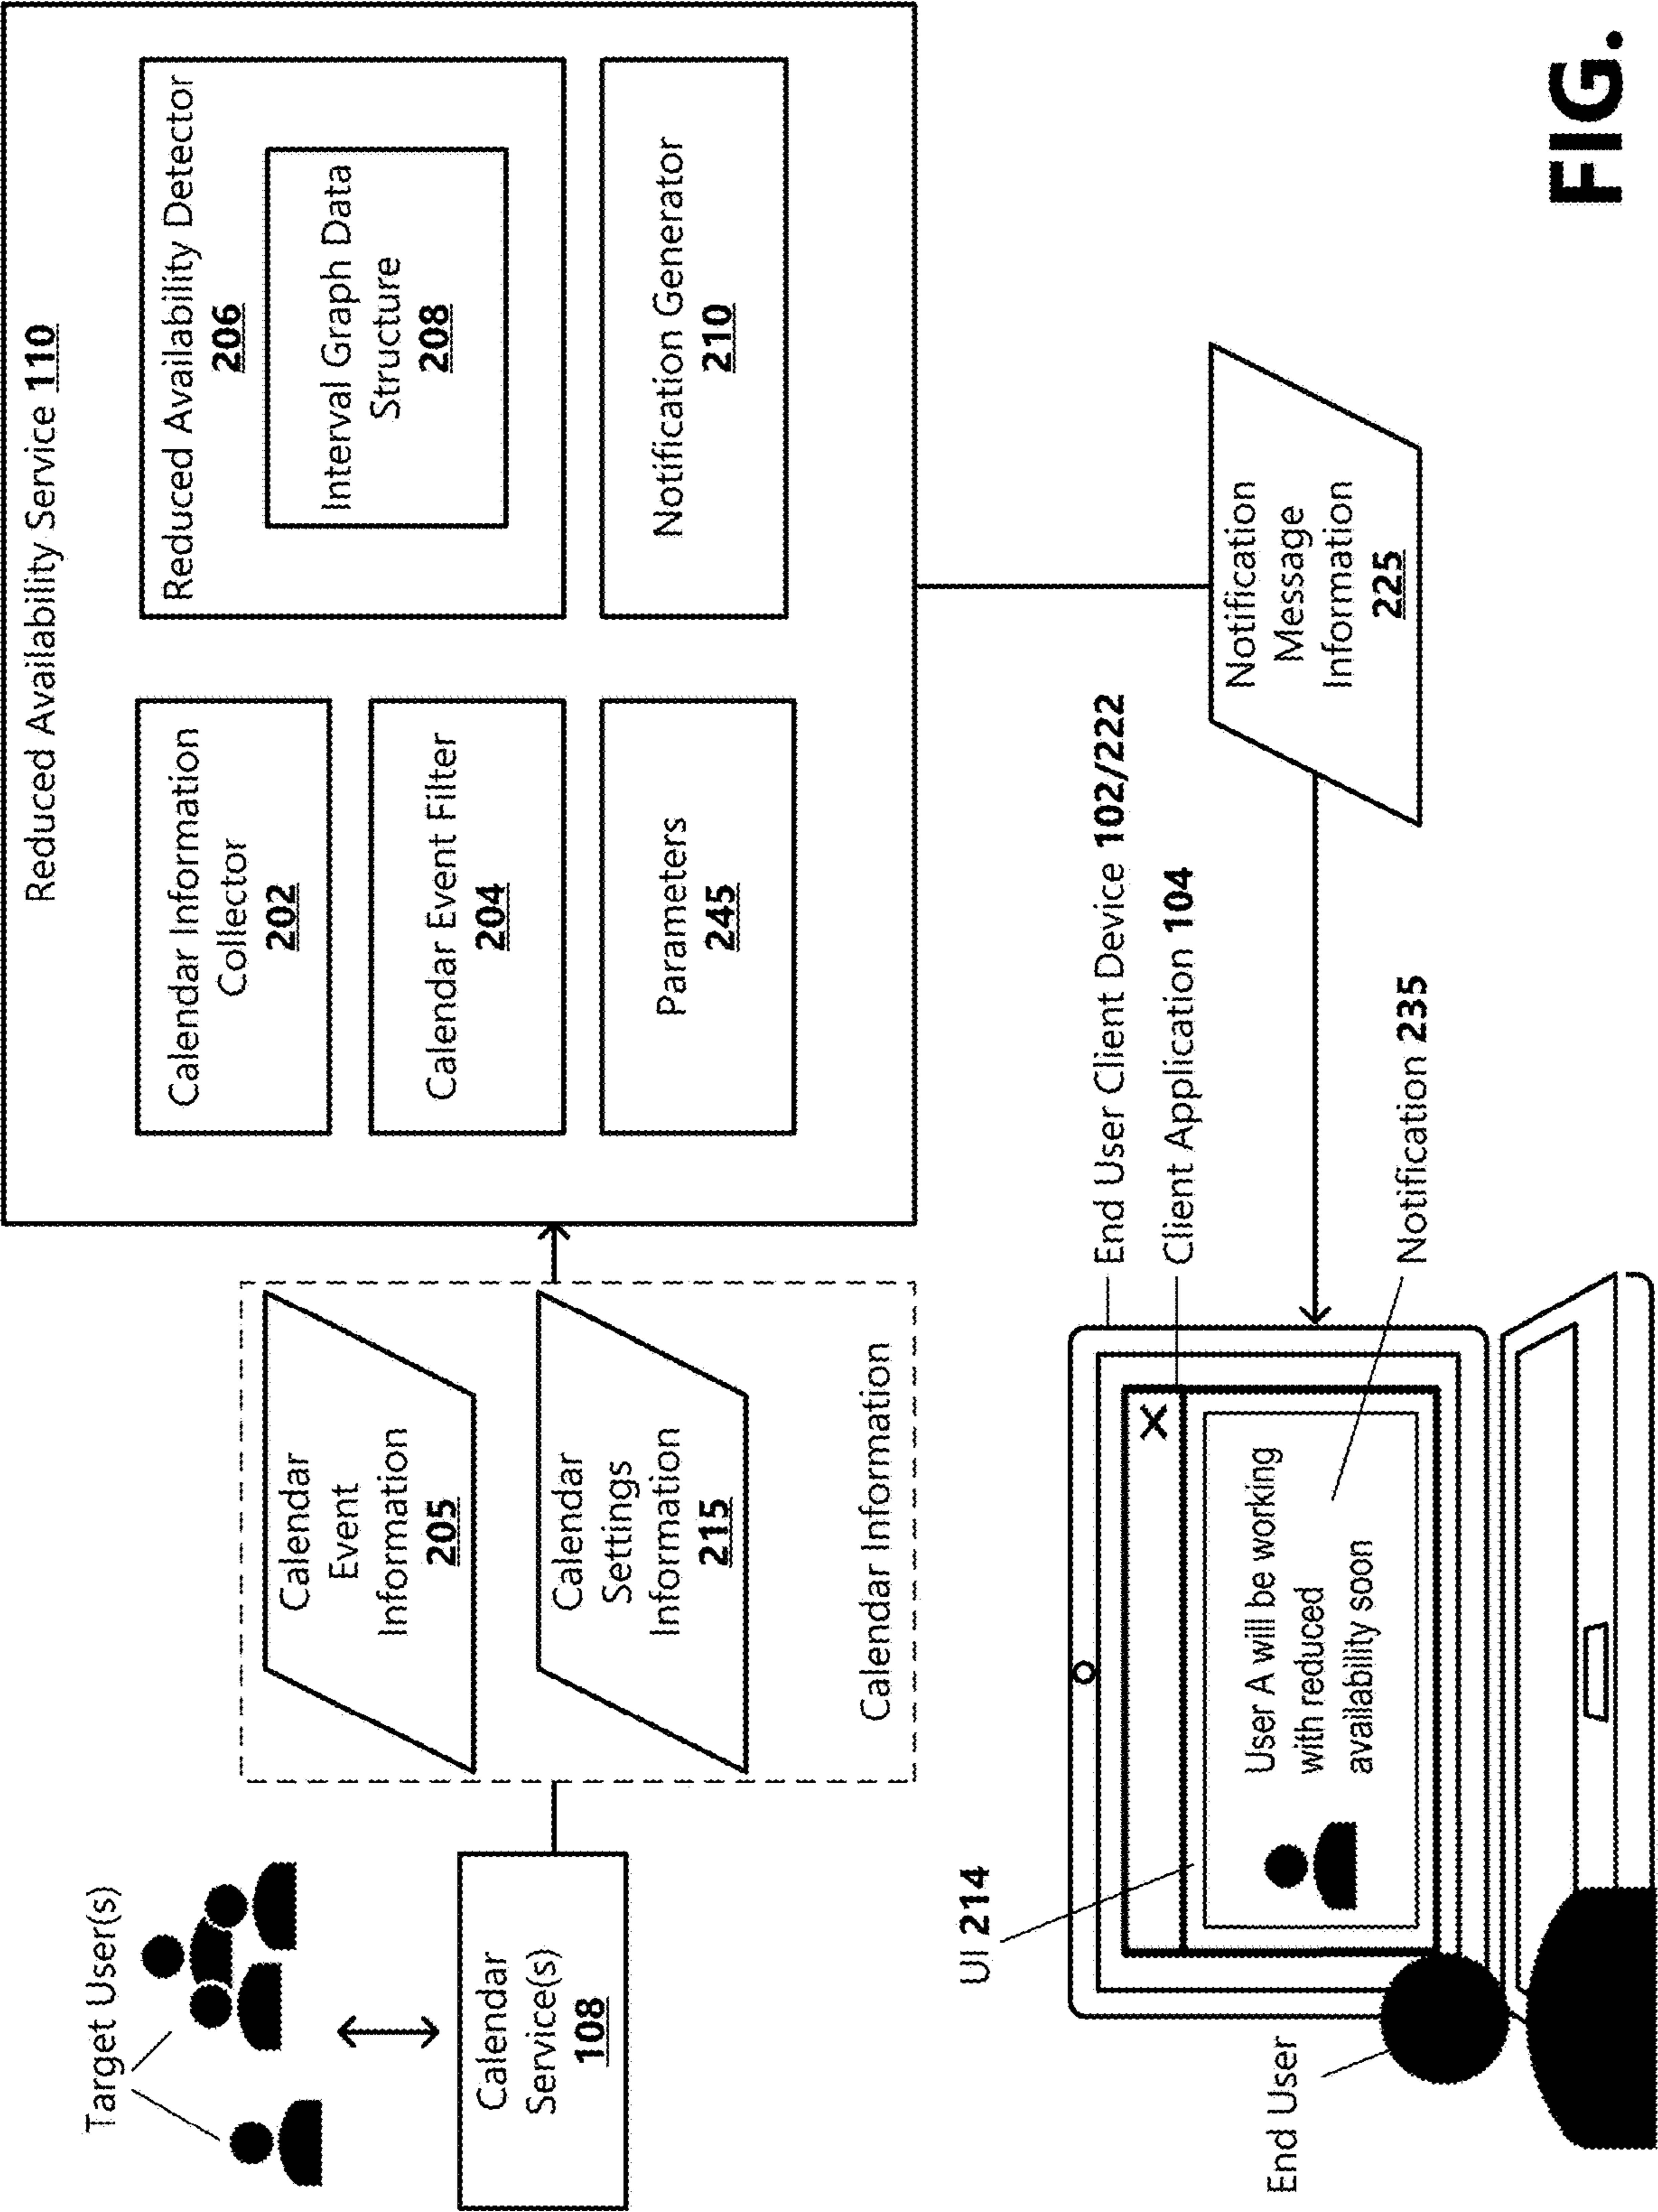 Target User(s)
Calendar
Service(s)
108
Calendar
Event
Information
205
Calendar
Settings
Information
215
Calendar Information
Reduced Availability Service 110
Calendar Information
Collector
202
Calendar Event Filter
204
Parameters
245
Reduced Availability Detector
206
Interval Graph Data
Structure
208
Notification Generator
210
Notification
Message
Information
225
End User Client Device 102/222
Client Application 104
Notification 235
UI 214
X
User A will be working
with reduced
availability soon
End User
FIG.